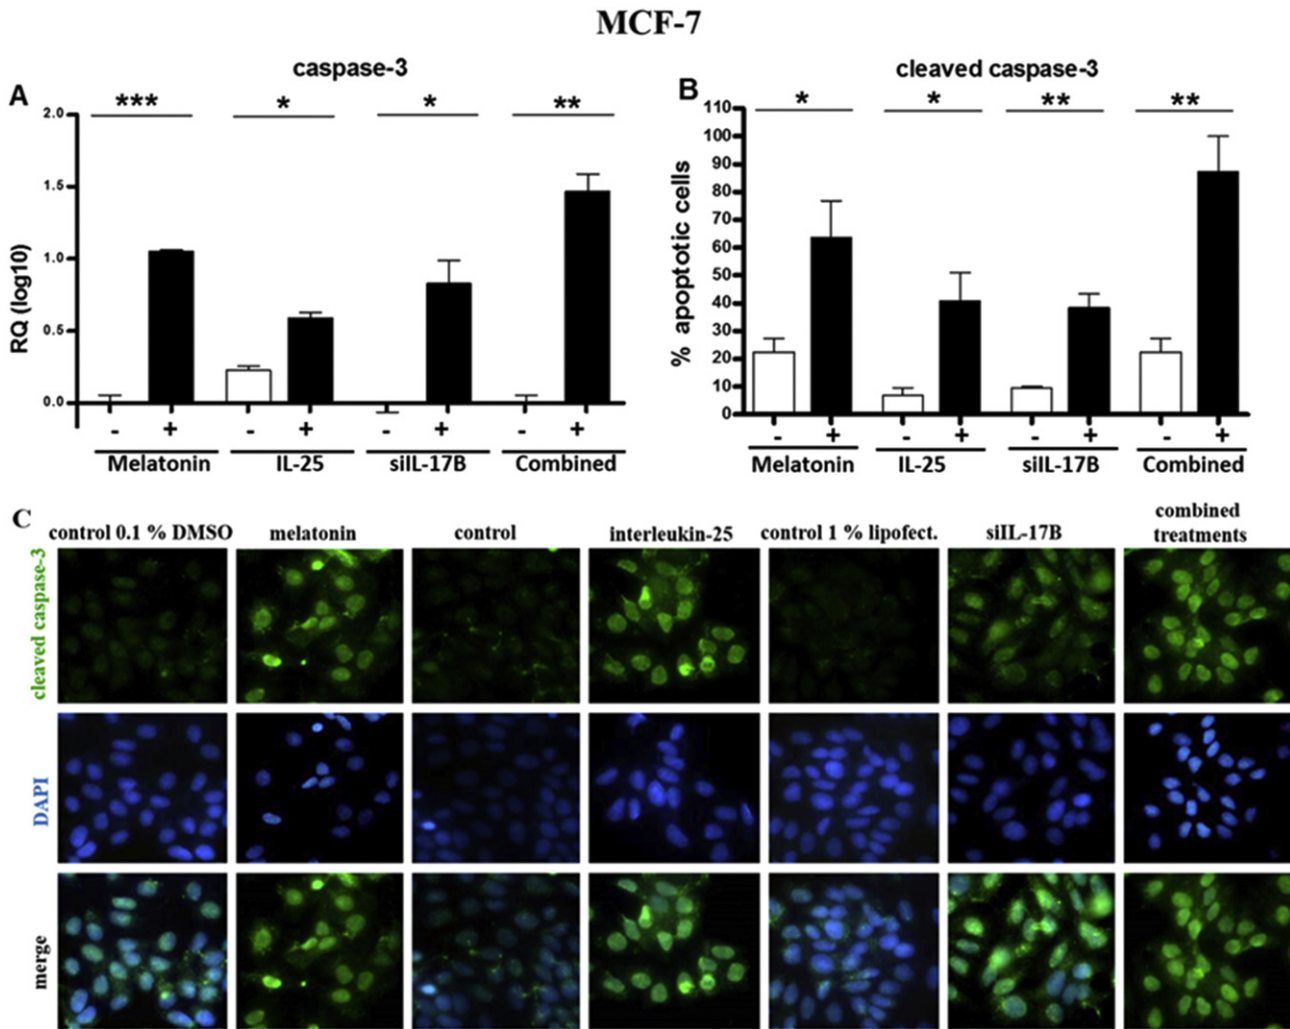 MCF-7
caspase-3
A
*** * * **
2.0
1.5
1.0
0.5
0.0
RQ (log10)
- + - + - + - +
Melatonin IL-25 siIL-17B Combined
cleaved caspase-3
B
* * ** **
110
100
90
80
70
60
50
40
30
20
10
0
% apoptotic cells
- + - + - + - +
Melatonin IL-25 siIL-17B Combined
C
control 0.1 % DMSO melatonin control interleukin-25 control 1 % lipofect. siIL-17B combined
treatments
cleaved caspase-3
DAPI
merge